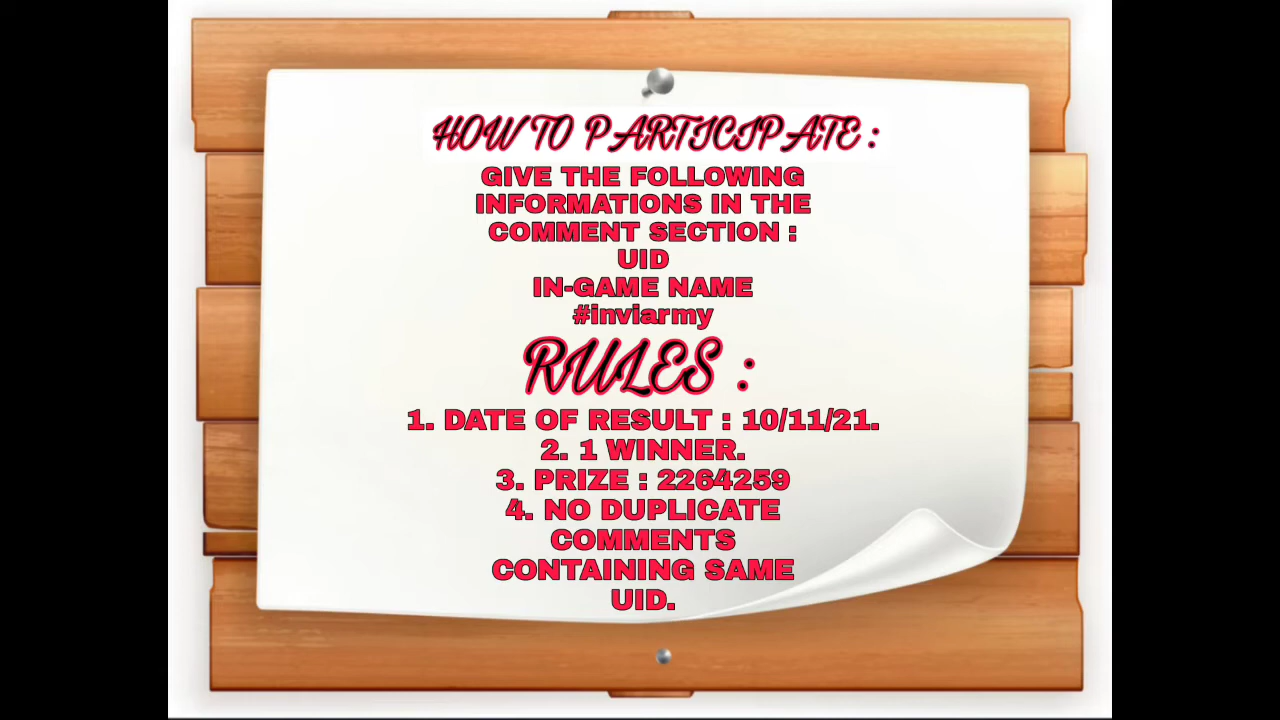 HOW TO PARTICIPATE :
GIVE THE FOLLOWING
INFORMATIONS IN THE
COMMENT SECTION :
UID
IN-GAME NAME
#inviarmy
RULES :
1. DATE OF RESULT : 10/11/21.
2. 1 WINNER.
3. PRIZE : 2264259
4. NO DUPLICATE
COMMENTS
CONTAINING SAME
UID.